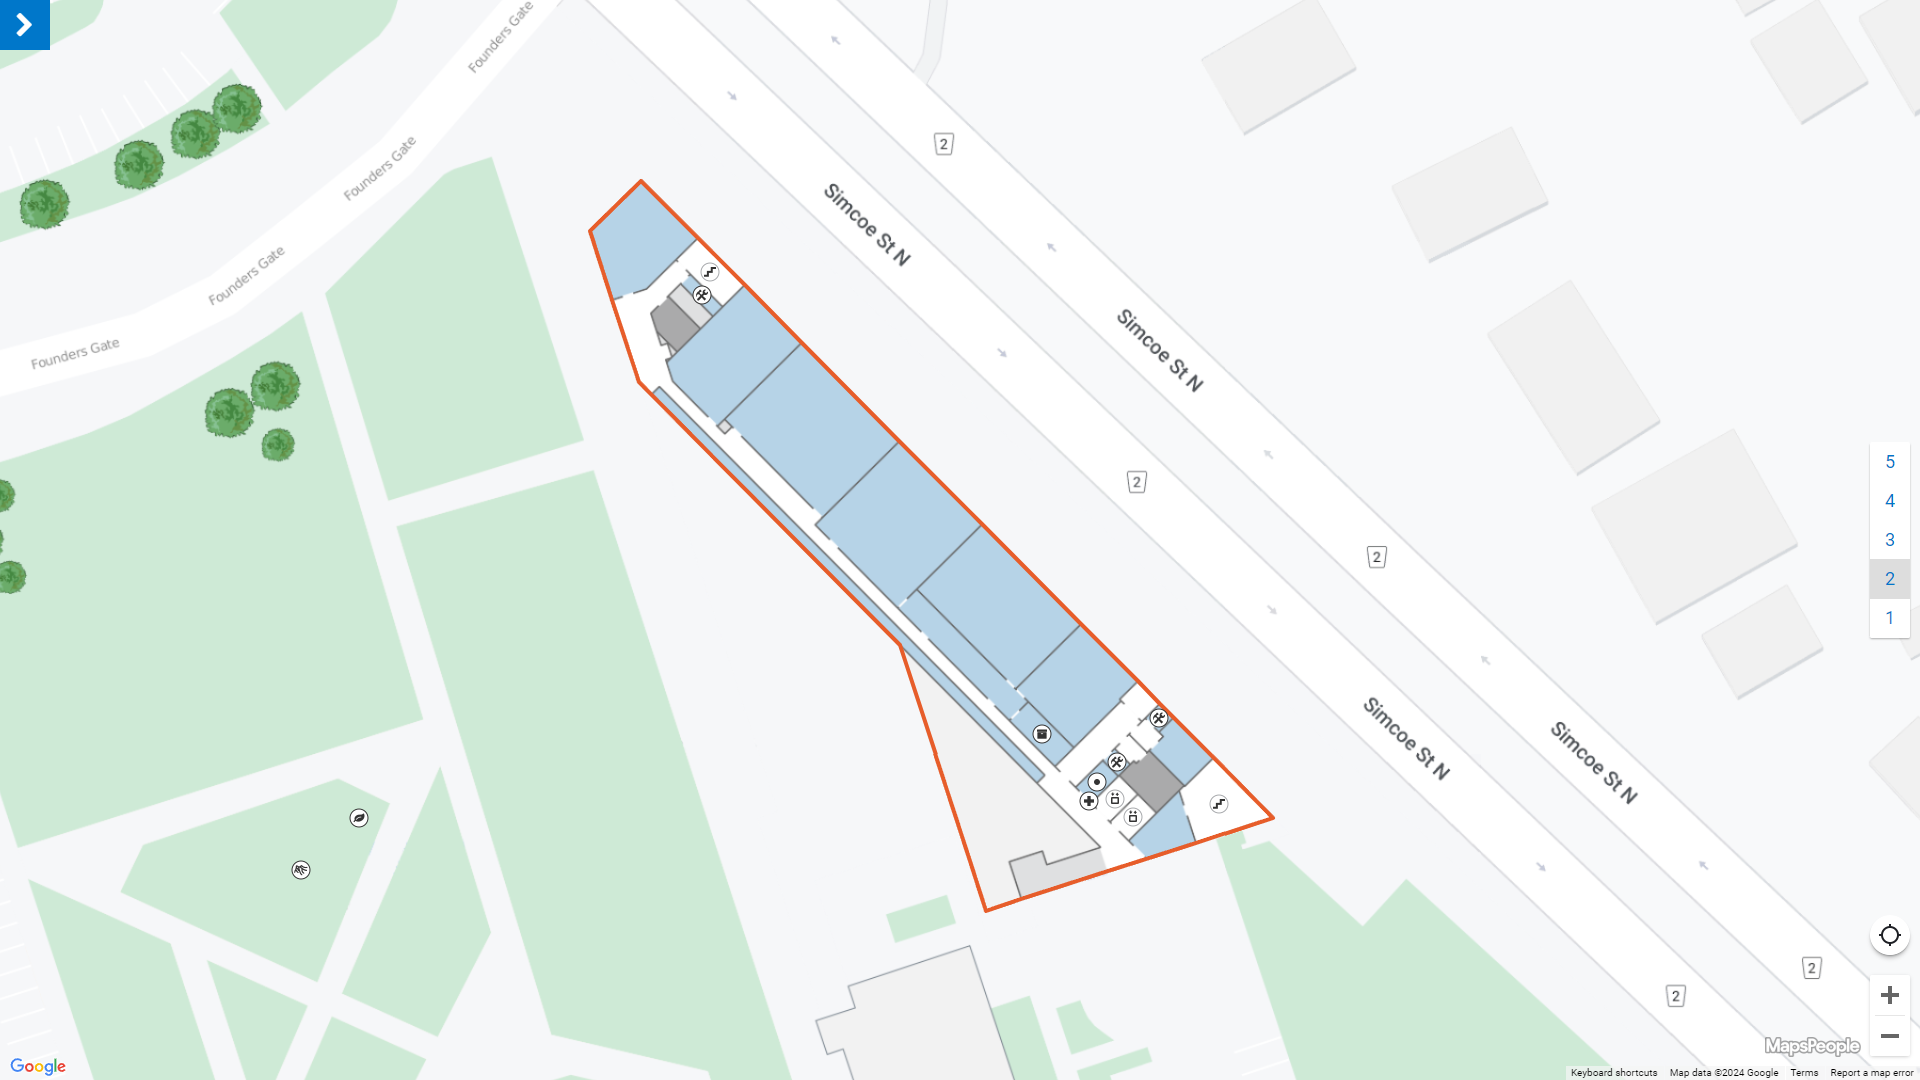 Founders Gate
Founders Gate
Founders Gate
Founders Gate
2
Simcoe St N
Simcoe St N
2
2
5
4
3
2
1
Simcoe St N
Simcoe St N
2
2
MapsPeople
Google
Keyboard shortcuts Map data ©2024 Google Terms Report a map error